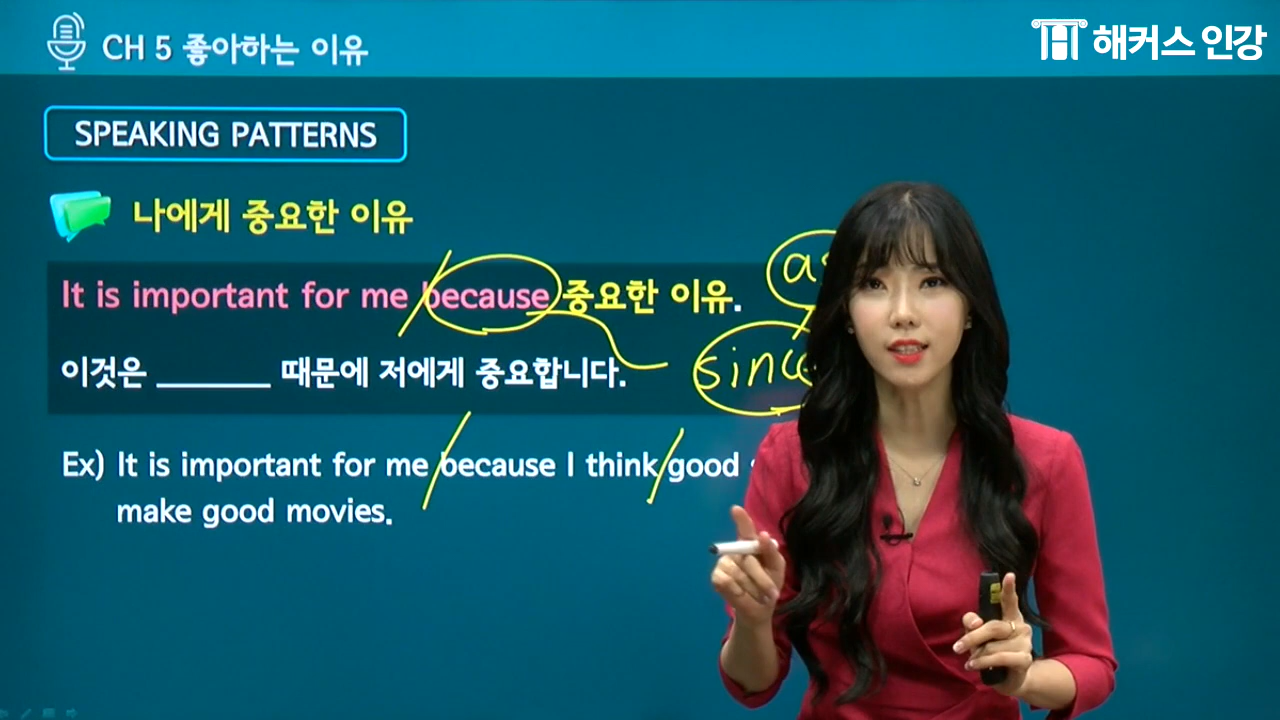 CH 5 좋아하는 이유
해커스 인강
SPEAKING PATTERNS
나에게 중요한 이유
It is important for me because 중요한 이유.
이것은 ________ 때문에 저에게 중요합니다.
Ex) It is important for me because I think good
make good movies.